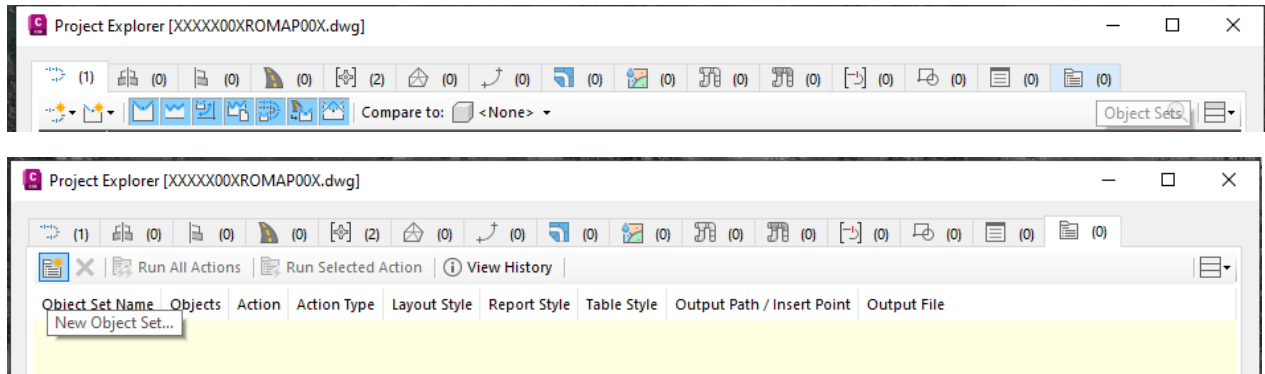 Project Explorer [XXXXX00XROMAP00X.dwg]
(1) (0) (0) (0) (2) (0) (0) (0) (0) (0) (0) (0) (0) (0) (0)
Compare to: <None>
Object Sets
Project Explorer [XXXXX00XROMAP00X.dwg]
(1) (0) (0) (0) (2) (0) (0) (0) (0) (0) (0) (0) (0) (0) (0)
Run All Actions Run Selected Action View History
Object Set Name Objects Action Action Type Layout Style Report Style Table Style Output Path / Insert Point Output File
New Object Set...